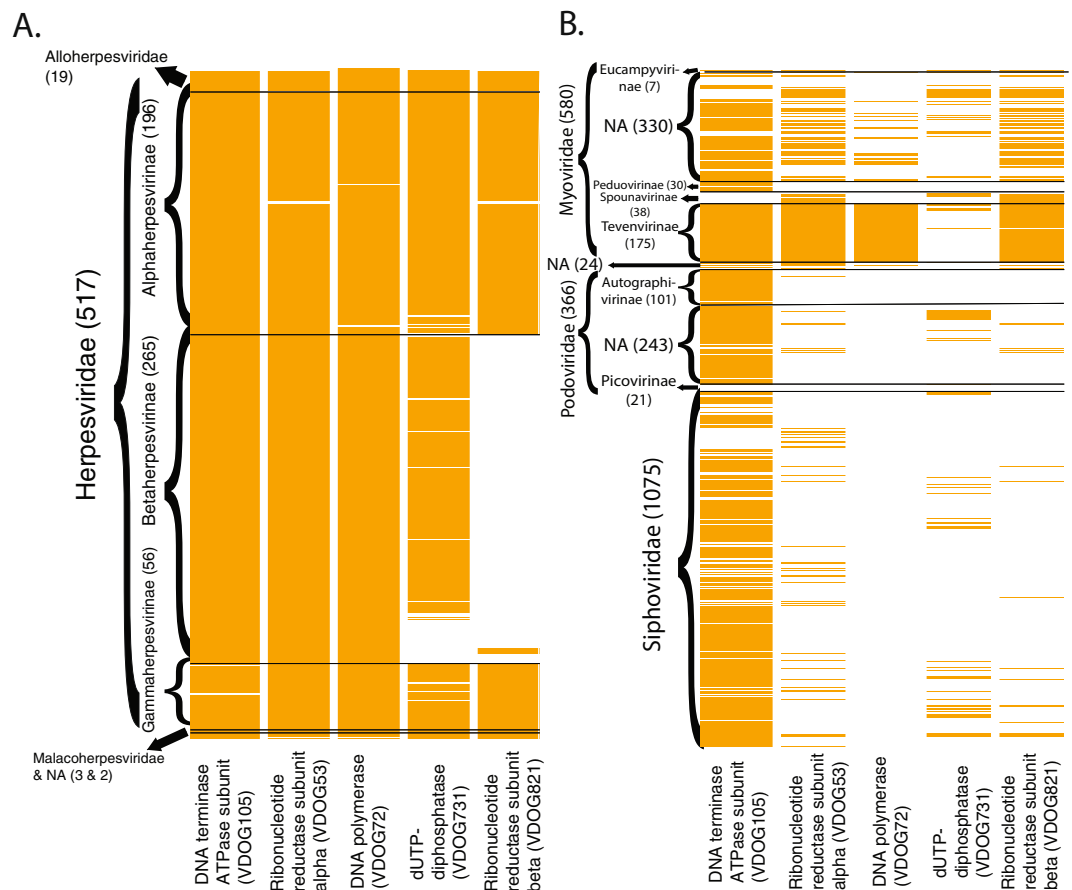 A.
Alloherpesviridae
(19)
Herpesviridae (517)
Alphaherpesvirinae (196)
Betaherpesvirinae (265)
Gammaherpesvirinae (56)
Malacoherpesviridae
& NA (3 & 2)
DNA terminase
ATPase subunit
(VDOG105)
Ribonucleotide
reductase subunit
alpha (VDOG53)
DNA polymerase
(VDOG72)
dUTP-
diphosphatase
(VDOG731)
Ribonucleotide
reductase subunit
beta (VDOG821)
B.
Myoviridae (580)
Eucampyviri-
nae (7)
NA (330)
Peduovirinae (30)
Spounavirinae
(38)
Tevenvirinae
(175)
NA (24)
Podoviridae (366)
Autographi-
virinae
(101)
NA (243)
Picovirinae
(21)
Siphoviridae (1075)
DNA terminase
ATPase subunit
(VDOG105)
Ribonucleotide
reductase subunit
alpha (VDOG53)
DNA polymerase
(VDOG72)
dUTP-
diphosphatase
(VDOG731)
Ribonucleotide
reductase subunit
beta (VDOG821)